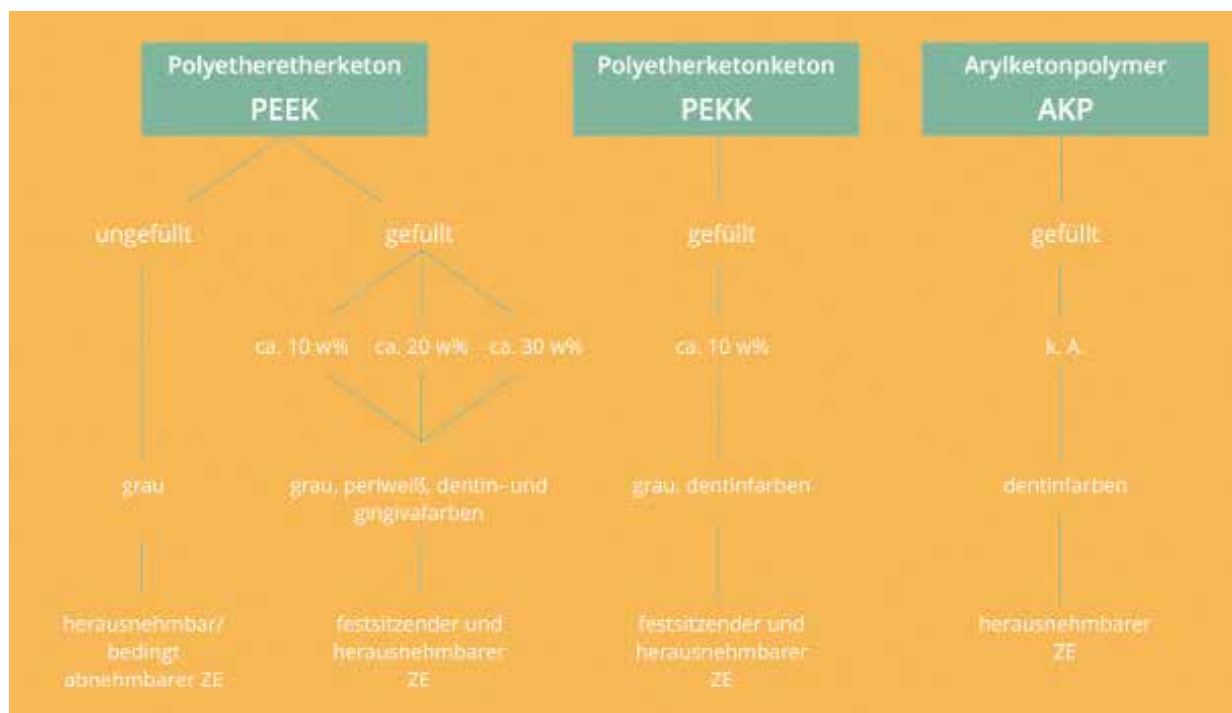 Polyetheretherketon
PEEK
Polyetherketonketon
PEKK
Arylketonpolymer
AKP
ungefüllt
gefüllt
gefüllt
gefüllt
ca. 10 w%
ca. 20 w%
ca. 30 w%
ca. 10 w%
k. A.
grau
grau, perlweiß, dentin- und
gingivafarben
grau, dentinfarben
dentinfarben
herausnehmbar/
bedingt
abnehmbarer ZE
festsitzender und
herausnehmbarer
ZE
festsitzender und
herausnehmbarer
ZE
herausnehmbarer
ZE